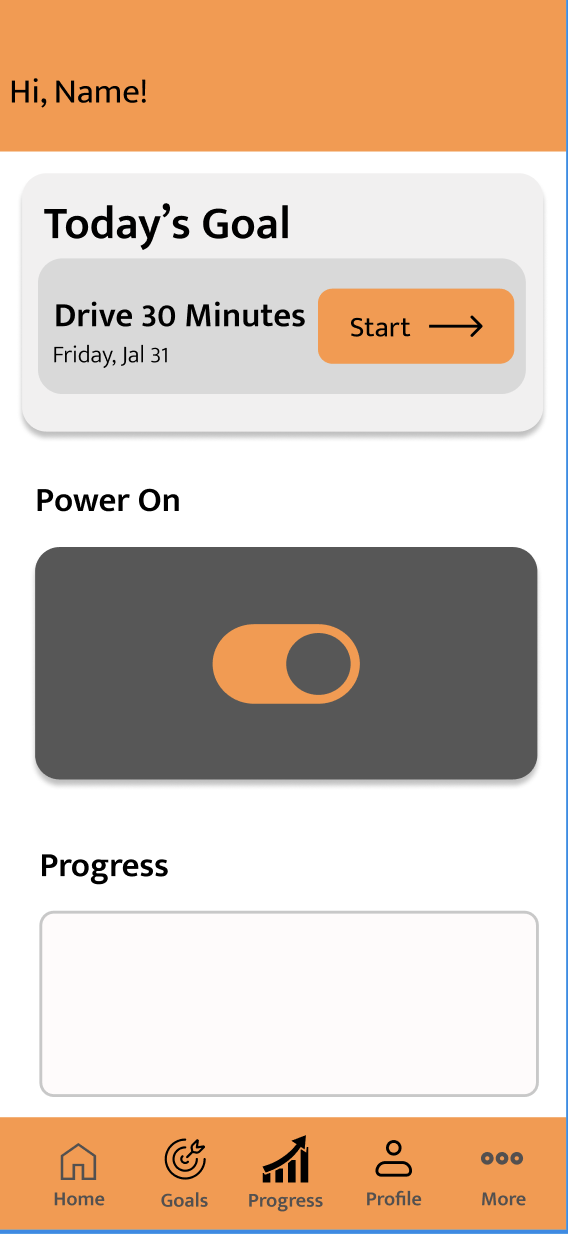 Hi, Name!
Today's Goal
Drive 30 Minutes
Friday, Jal 31
Start
Power On
Progress
Home
Goals
Progress
Profile
More